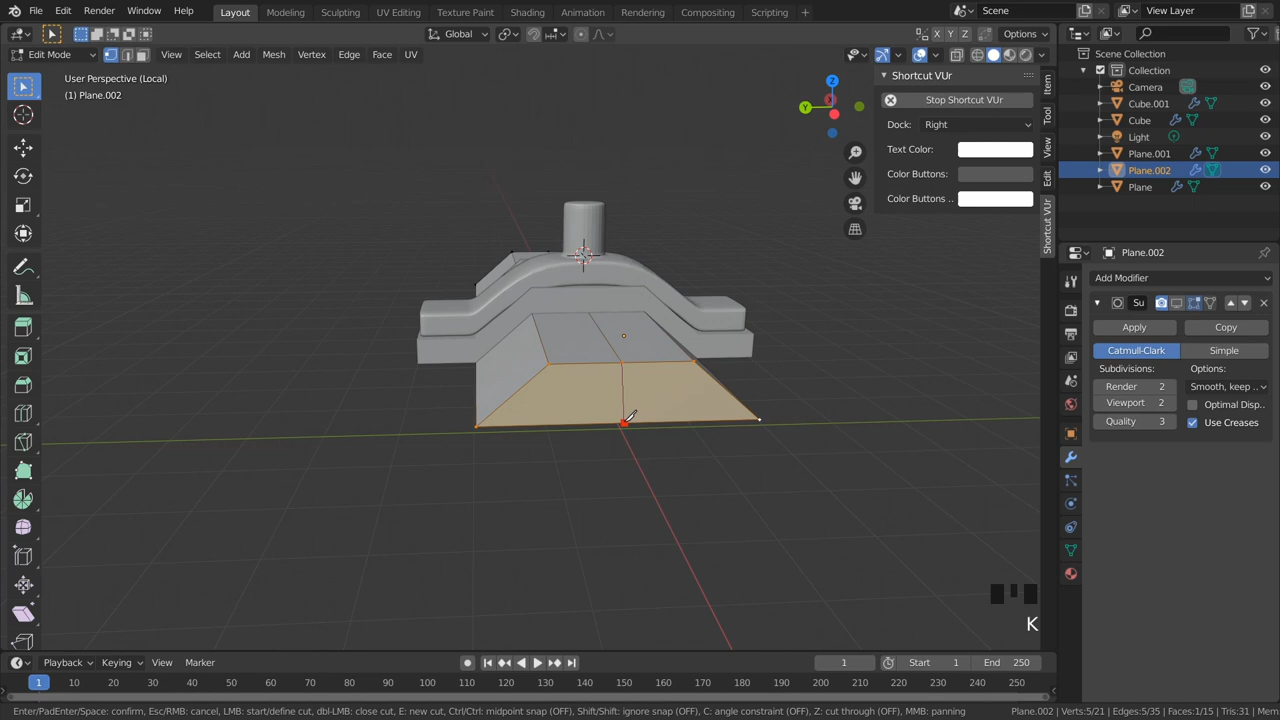 File Edit Render Window Help Layout Modeling Sculpting UV Editing Texture Paint Shading Animation Rendering Compositing Scripting Scene View Layer
Global Options
Edit Mode View Select Add Mesh Vertex Edge Face UV
X Y Z
User Perspective (Local)
(1) Plane.002
Z
Y
Shortcut VUr
Stop Shortcut VUr
Dock: Right
Text Color:
Color Buttons:
Color Buttons ..
Item
Tool
View
Edit
Shortcut VUr
Scene Collection
Collection
Camera
Cube.001
Cube
Light
Plane.001
Plane.002
Plane
Plane.002
Add Modifier
Su
Apply Copy
Catmull-Clark Simple
Subdivisions: Options:
Render 2 Smooth, keep ..
Viewport 2 Optimal Disp..
Quality 3 Use Creases
K
Playback Keying View Marker 1 Start 1 End 250
1 10 20 30 40 50 60 70 80 90 100 110 120 130 140 150 160 170 180 190 200 210 220 230 240 250
Enter/PadEnter/Space: confirm, Esc/RMB: cancel, LMB: start/define cut, dbl-LMB: close cut, E: new cut, Ctrl/Ctrl: midpoint snap (OFF), Shift/Shift: ignore snap (OFF), C: angle constraint (OFF), Z: cut through (OFF), MMB: panning Plane.002 | Verts:5/21 | Edges:5/35 | Faces:1/15 | Tris:31 | Mem